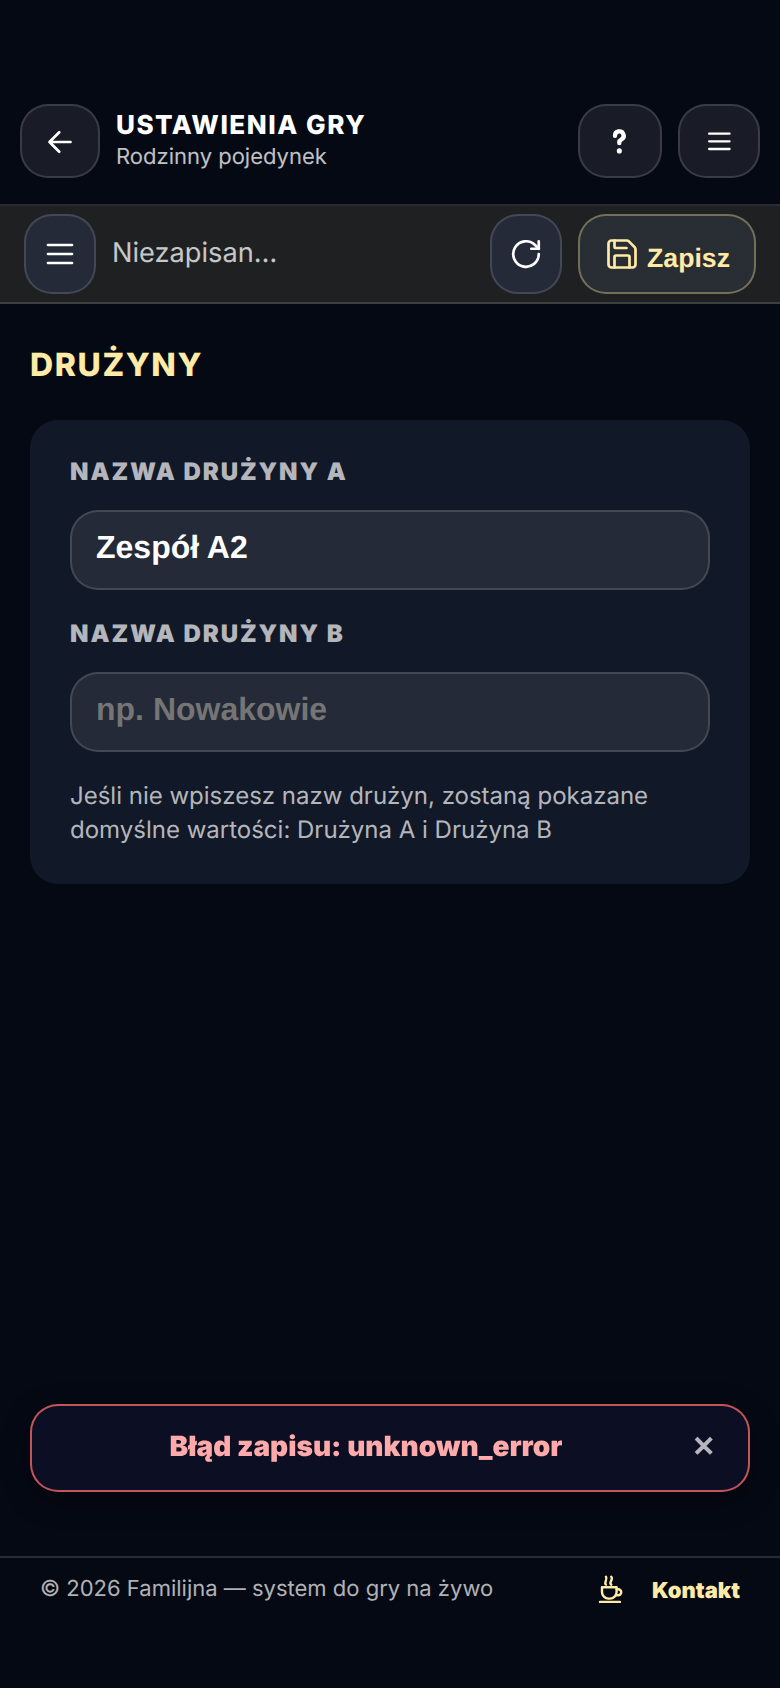 USTAWIENIA GRY
Rodzinny pojedynek
?
Niezapisan...
Zapisz
DRUŻYNY
NAZWA DRUŻYNY A
Zespół A2
NAZWA DRUŻYNY B
np. Nowakowie
Jeśli nie wpiszesz nazw drużyn, zostaną pokazane
domyślne wartości: Drużyna A i Drużyna B
Błąd zapisu: unknown_error
© 2026 Familijna — system do gry na żywo
Kontakt